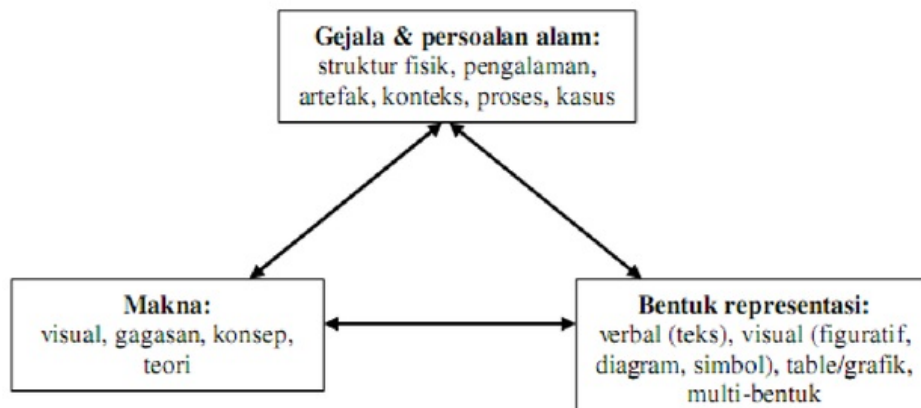 Gejala & persoalan alam:
struktur fisik, pengalaman,
artefak, konteks, proses, kasus
Makna:
visual, gagasan, konsep,
teori
Bentuk representasi:
verbal (teks), visual (figuratif,
diagram, simbol), table/grafik,
multi-bentuk